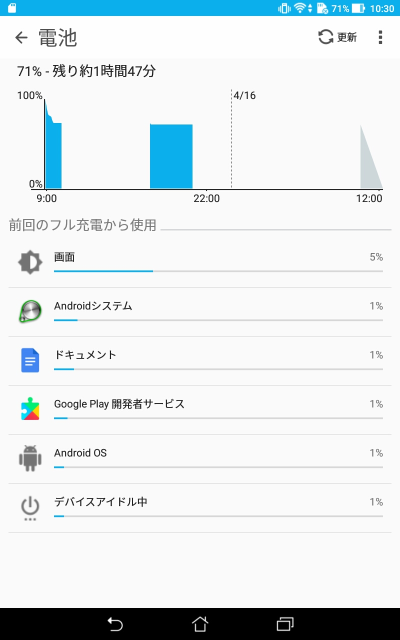 71% 10:30
電池
更新
71% - 残り約1時間47分
100%
4/16
0%
9:00 22:00 12:00
前回のフル充電から使用
画面 5%
Androidシステム 1%
ドキュメント 1%
Google Play 開発者サービス 1%
Android OS 1%
デバイスアイドル中 1%